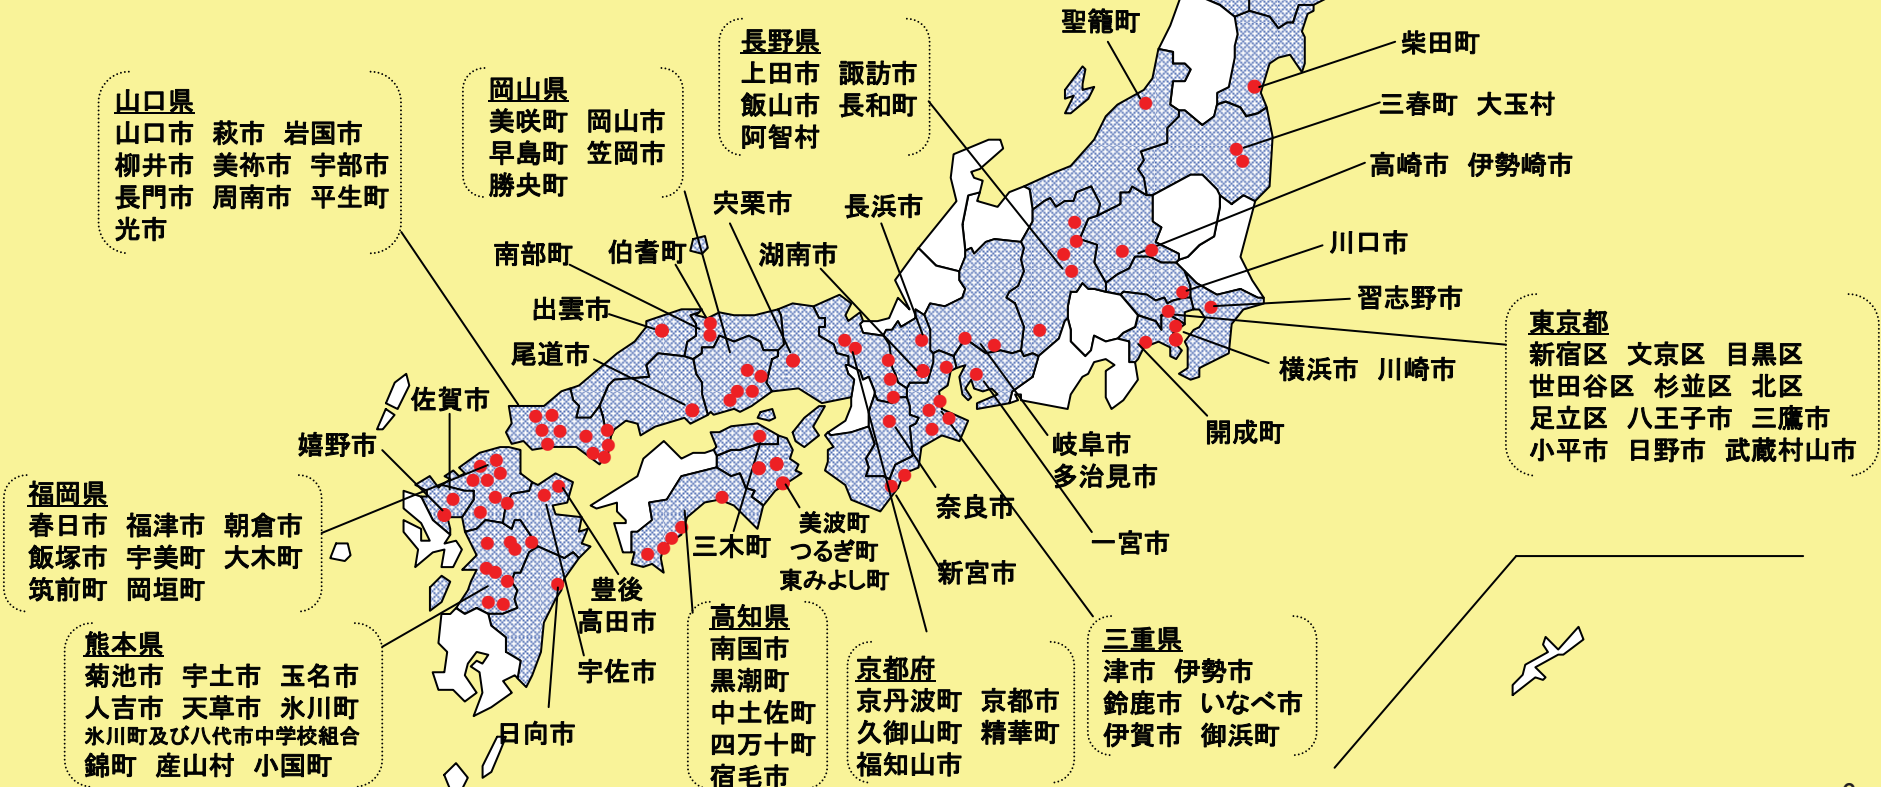 聖籠町
柴田町
三春町 大玉村
高崎市 伊勢崎市
川口市
習志野市
横浜市 川崎市
開成町
東京都
新宿区 文京区 目黒区
世田谷区 杉並区 北区
足立区 八王子市 三鷹市
小平市 日野市 武蔵村山市
長野県
上田市 諏訪市
飯山市 長和町
阿智村
岡山県
美咲町 岡山市
早島町 笠岡市
勝央町
山口県
山口市 萩市 岩国市
柳井市 美祢市 宇部市
長門市 周南市 平生町
光市
宍粟市
長浜市
南部町
伯耆町
湖南市
出雲市
尾道市
佐賀市
嬉野市
福岡県
春日市 福津市 朝倉市
飯塚市 宇美町 大木町
筑前町 岡垣町
熊本県
菊池市 宇土市 玉名市
人吉市 天草市 氷川町
氷川町及び八代市中学校組合
錦町 産山村 小国町
豊後
高田市
宇佐市
日向市
三木町
美波町
つるぎ町
東みよし町
高知県
南国市
黒潮町
中土佐町
四万十町
宿毛市
京都府
京丹波町 京都市
久御山町 精華町
福知山市
三重県
津市 伊勢市
鈴鹿市 いなべ市
伊賀市 御浜町
岐阜市
多治見市
奈良市
一宮市
新宮市